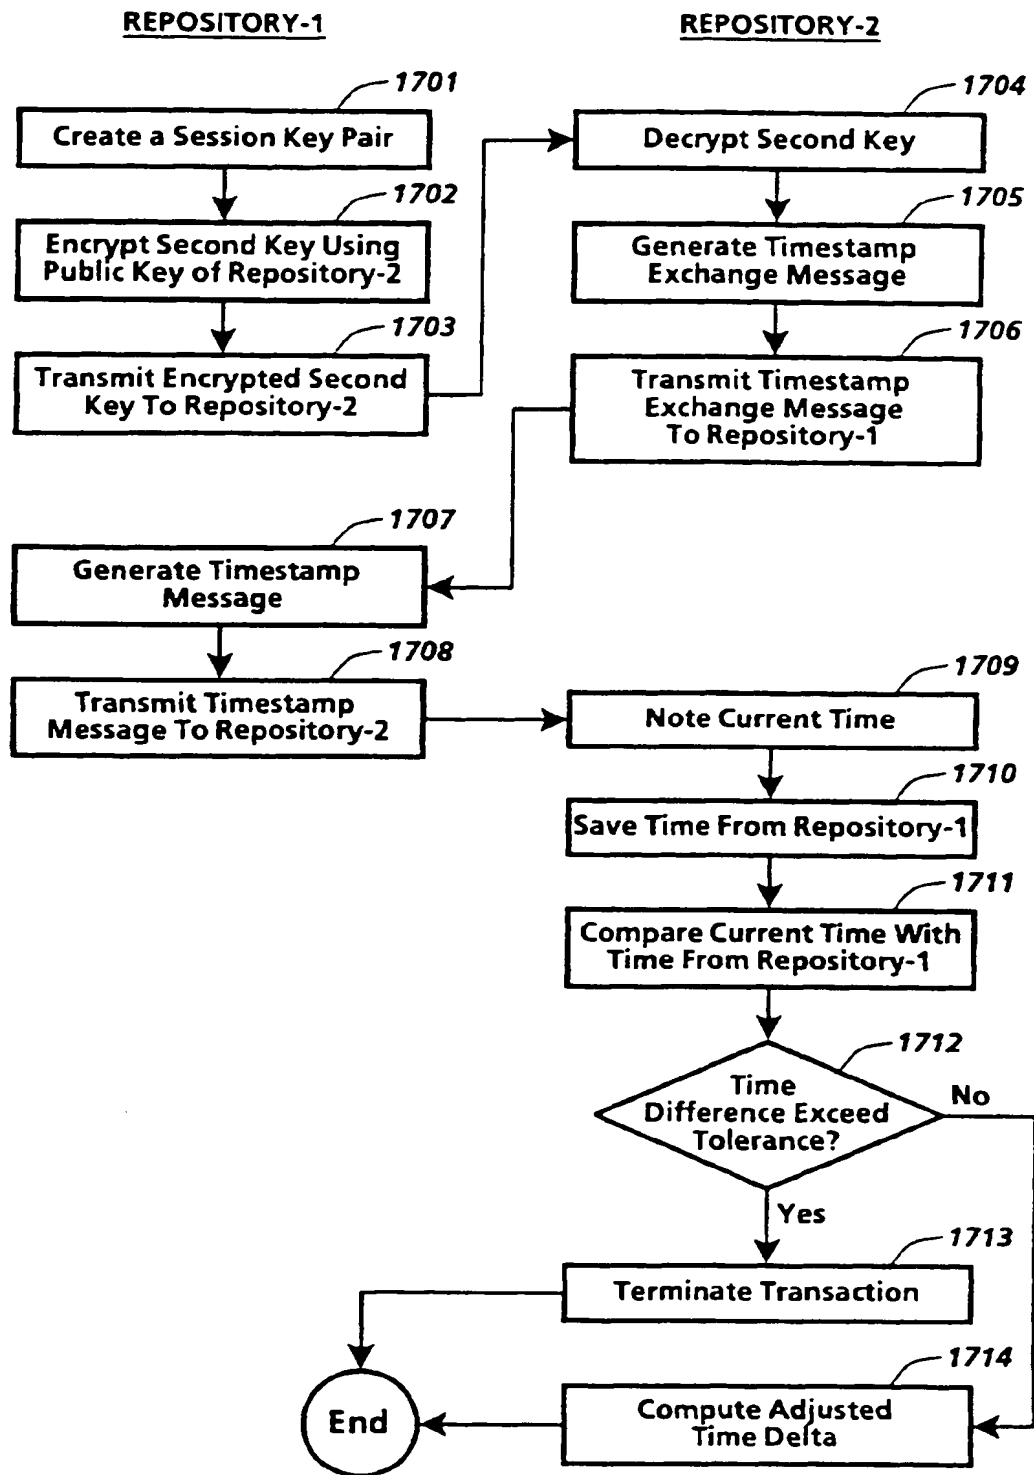 REPOSITORY-1
REPOSITORY-2
1701
Create a Session Key Pair
1702
Encrypt Second Key Using
Public Key of Repository-2
1703
Transmit Encrypted Second
Key To Repository-2
1704
Decrypt Second Key
1705
Generate Timestamp
Exchange Message
1706
Transmit Timestamp
Exchange Message
To Repository-1
1707
Generate Timestamp
Message
1708
Transmit Timestamp
Message To Repository-2
1709
Note Current Time
1710
Save Time From Repository-1
1711
Compare Current Time With
Time From Repository-1
1712
Time
Difference Exceed
Tolerance?
No
Yes
1713
Terminate Transaction
1714
Compute Adjusted
Time Delta
End